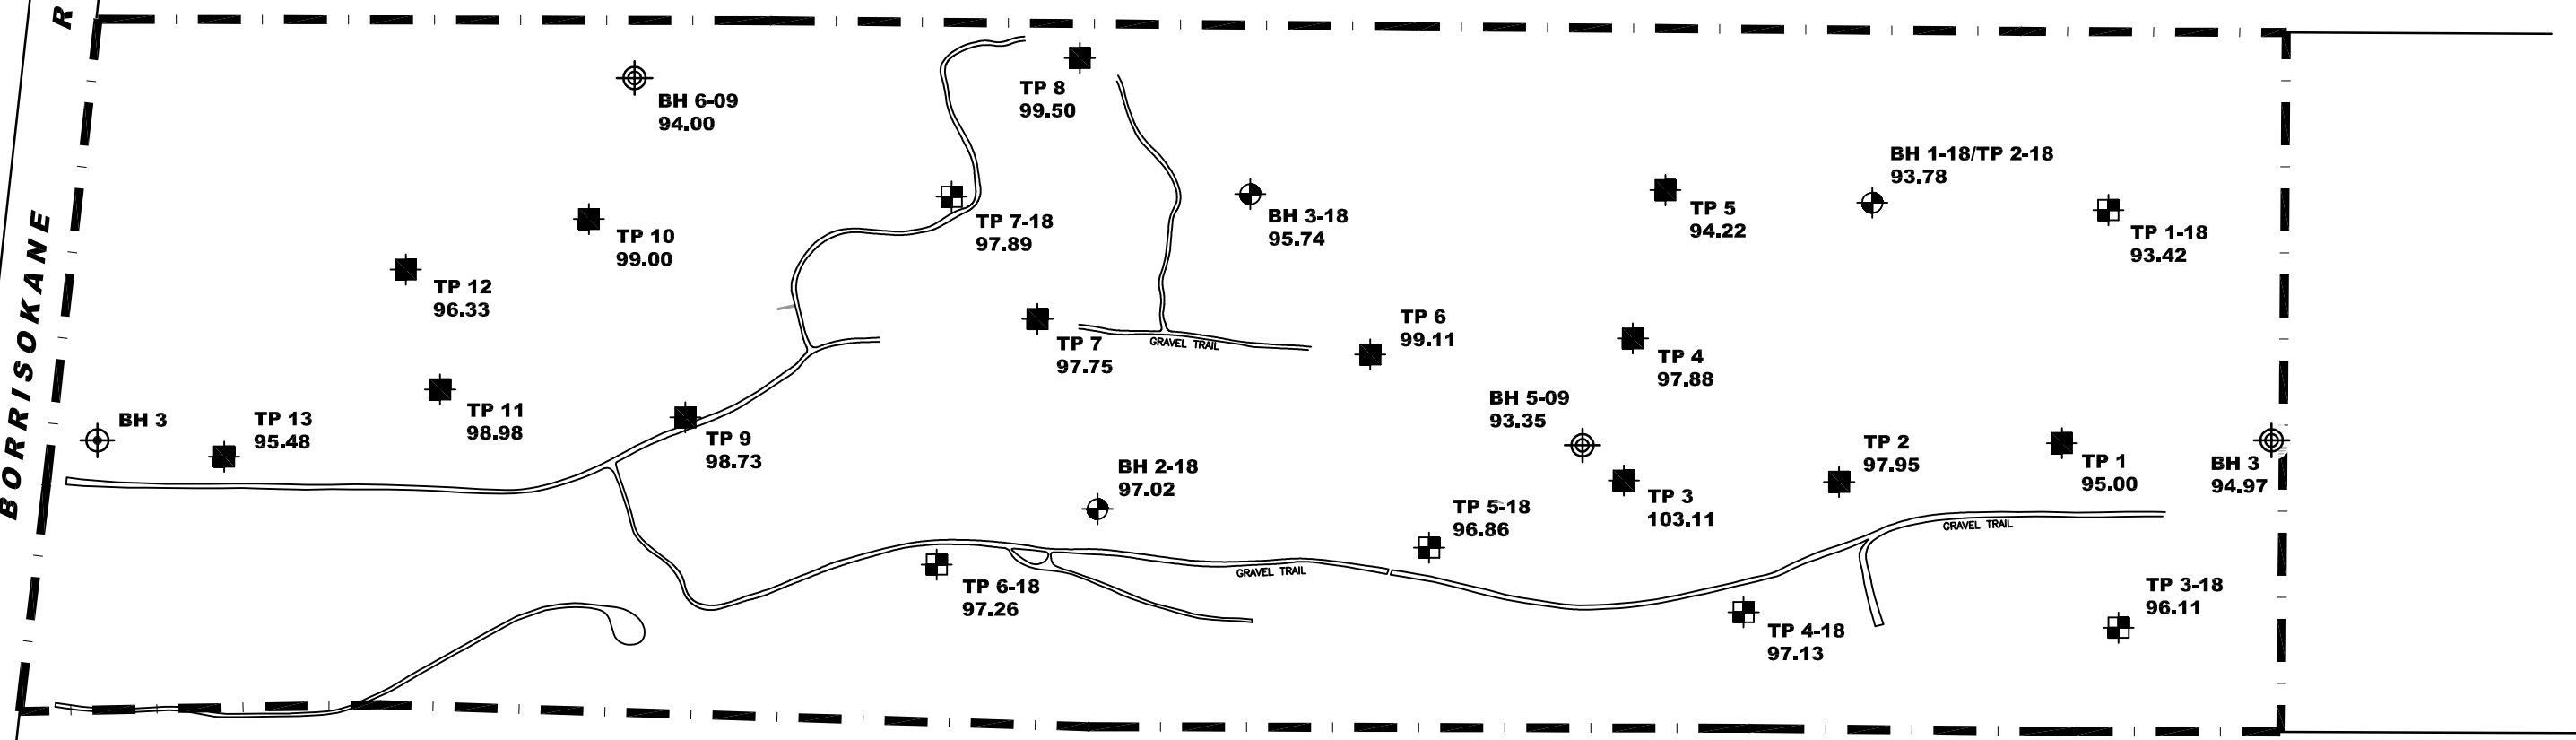 R
BORRISOKANE
TP 8
99.50
BH 6-09
94.00
BH 1-18/TP 2-18
93.78
TP 7-18
97.89
BH 3-18
95.74
TP 5
94.22
TP 1-18
93.42
TP 10
99.00
TP 12
96.33
TP 7
97.75
GRAVEL TRAIL
TP 6
99.11
TP 4
97.88
BH 5-09
93.35
BH 3
TP 13
95.48
TP 11
98.98
TP 9
98.73
TP 2
97.95
TP 1
95.00
BH 3
94.97
BH 2-18
97.02
TP 5-18
96.86
TP 3
103.11
GRAVEL TRAIL
GRAVEL TRAIL
TP 6-18
97.26
TP 3-18
96.11
TP 4-18
97.13